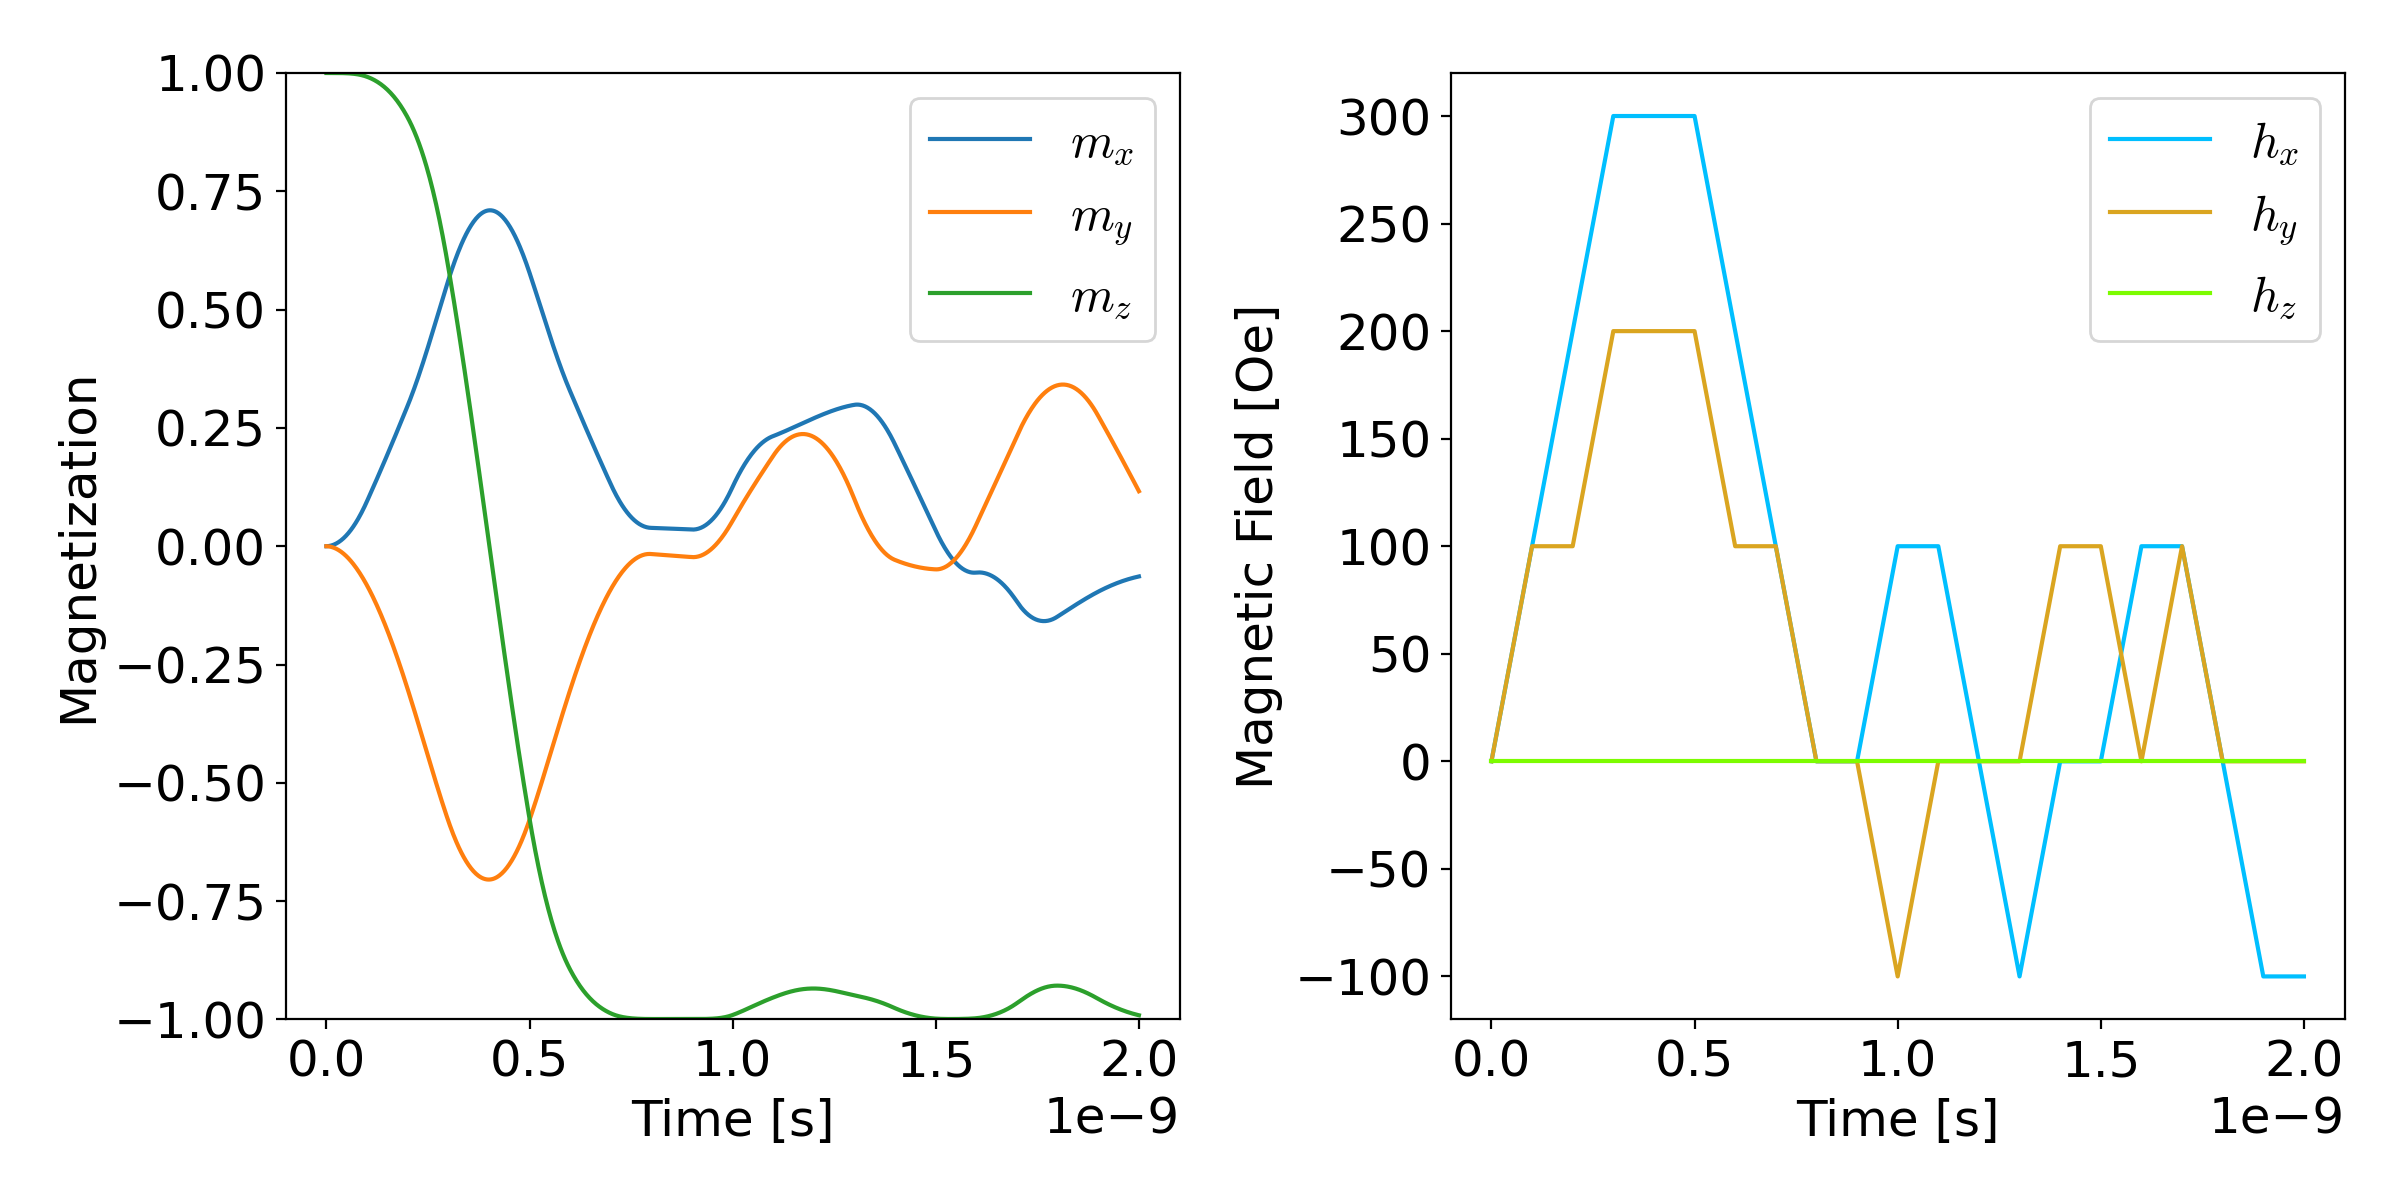 1.00
0.75
0.50
0.25
0.00
−0.25
−0.50
−0.75
−1.00
Magnetization
0.0 0.5 1.0 1.5 2.0
Time [s]
1e−9
m_x
m_y
m_z
300
250
200
150
100
50
0
−50
−100
Magnetic Field [Oe]
0.0 0.5 1.0 1.5 2.0
Time [s]
1e−9
h_x
h_y
h_z